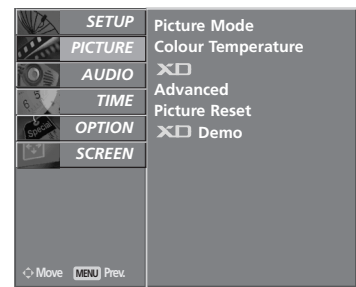 SETUP
PICTURE
AUDIO
TIME
OPTION
SCREEN
Move MENU Prev.
Picture Mode
Colour Temperature
XD
Advanced
Picture Reset
XD Demo